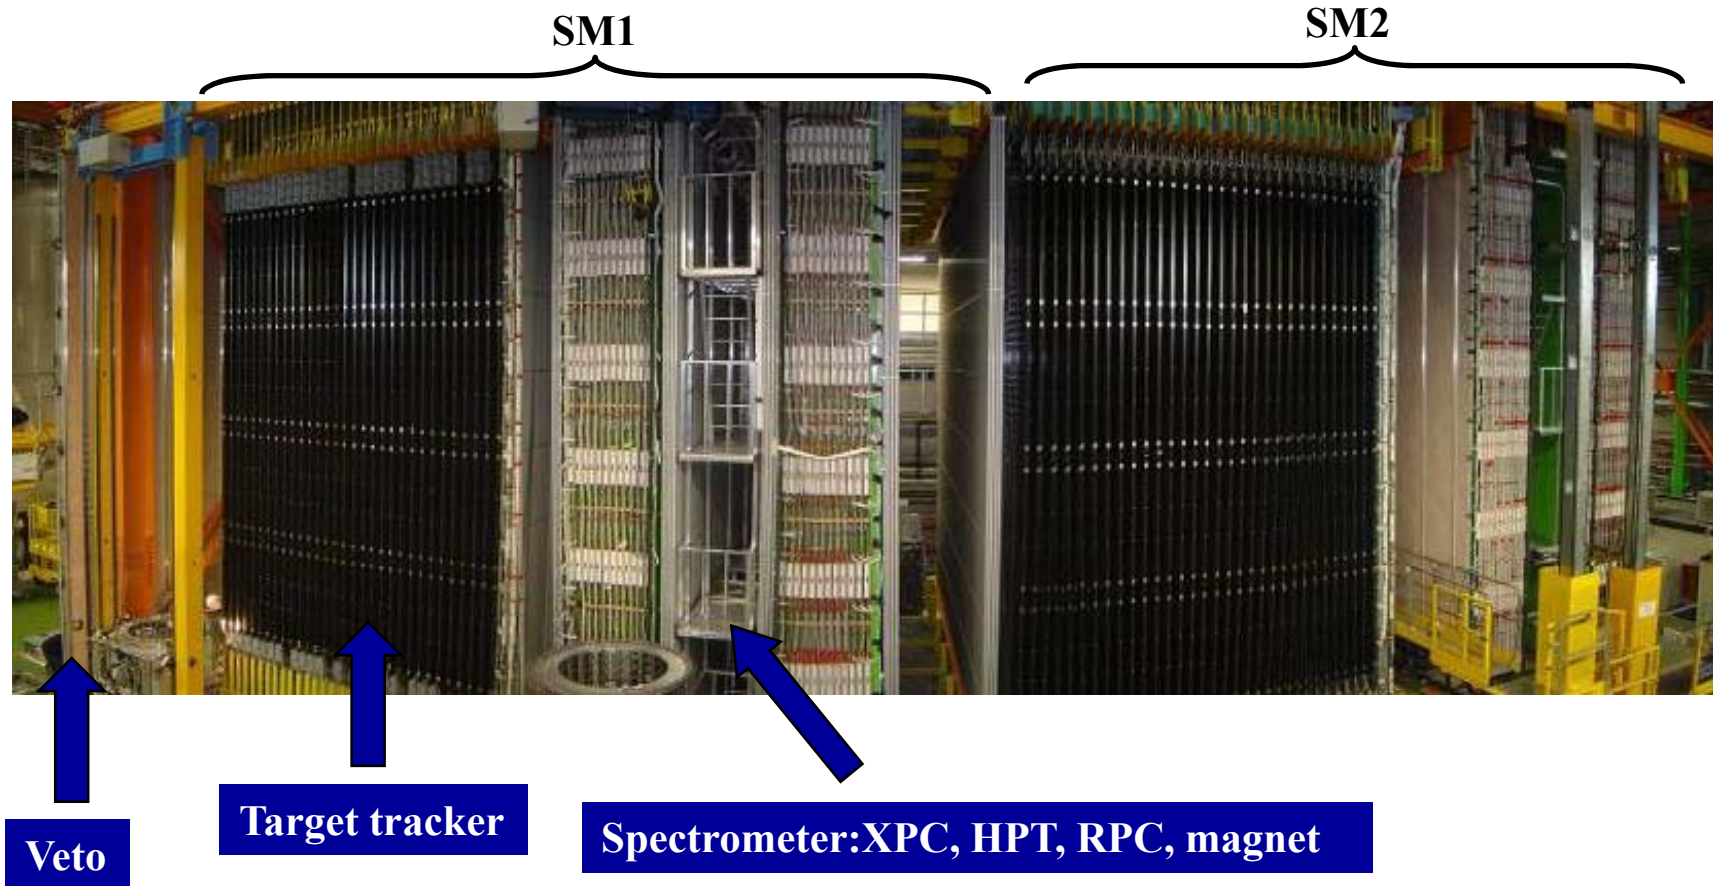 SM1
SM2
Veto
Target tracker
Spectrometer:XPC, HPT, RPC, magnet